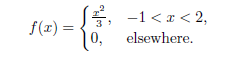 f(x) = { x²/3, −1 < x < 2,
0, elsewhere.